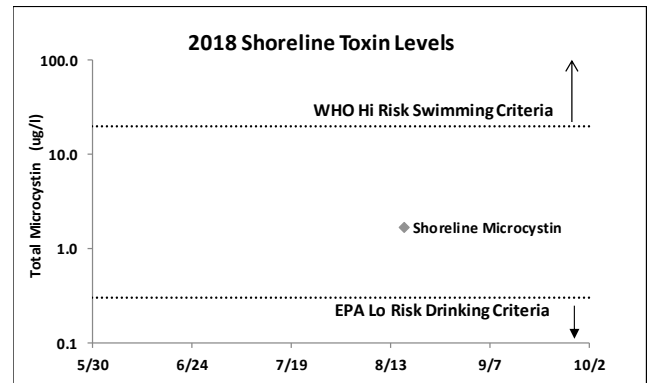 2018 Shoreline Toxin Levels
100.0
WHO Hi Risk Swimming Criteria
10.0
Total Microcystin (ug/l)
Shoreline Microcystin
1.0
EPA Lo Risk Drinking Criteria
0.1
5/30 6/24 7/19 8/13 9/7 10/2